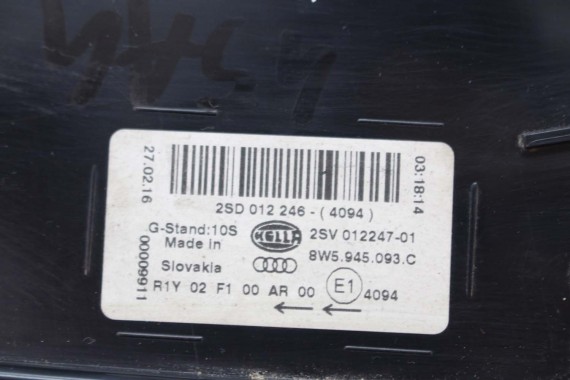 27.02.16
03:18:14
2SD 012 246-(4094)
G-Stand:10S HELLA 2SV 012247-01
Made in 8W5.945.093.C
Slovakia
R1Y 02 F1 00 AR 00 E1 4094
00009911